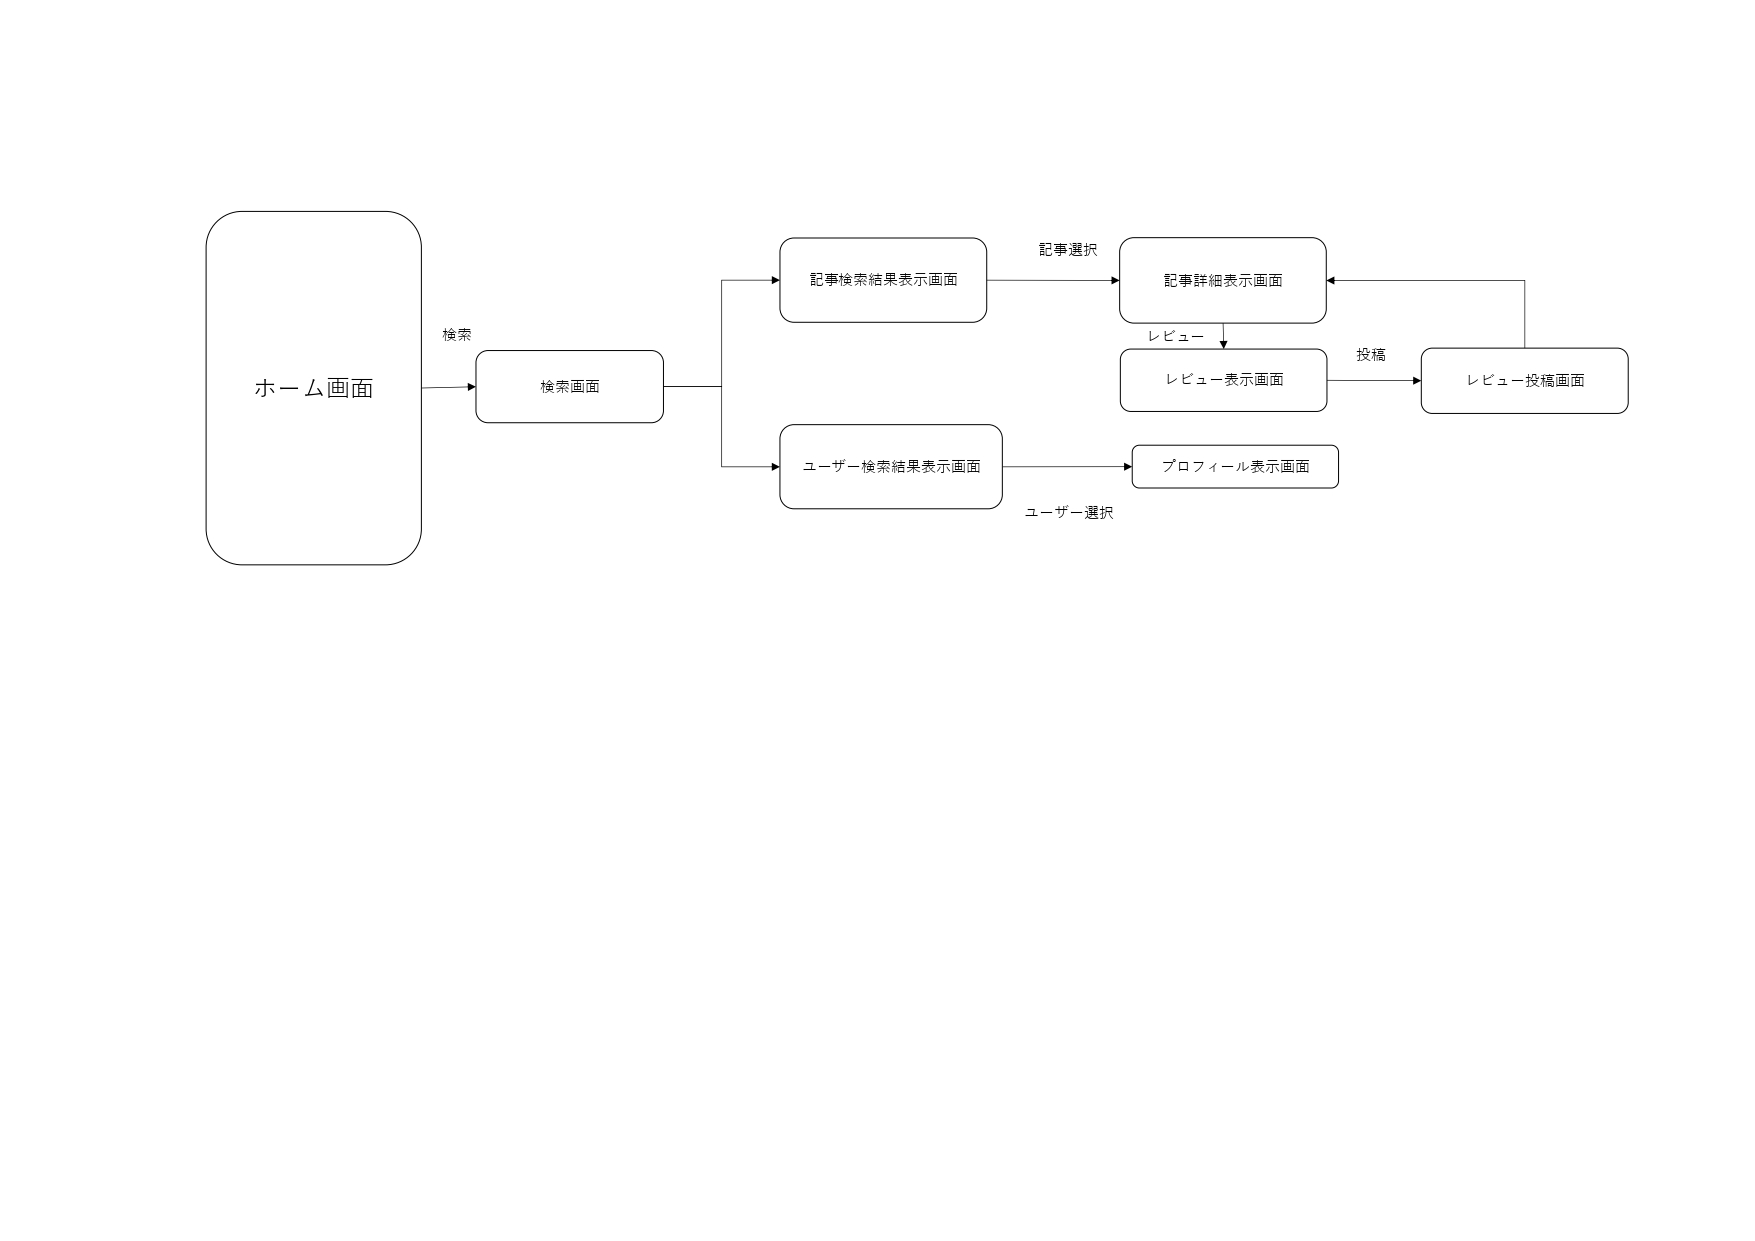 ホーム画面
検索
検索画面
記事検索結果表示画面
記事選択
記事詳細表示画面
レビュー
レビュー表示画面
投稿
レビュー投稿画面
ユーザー検索結果表示画面
ユーザー選択
プロフィール表示画面